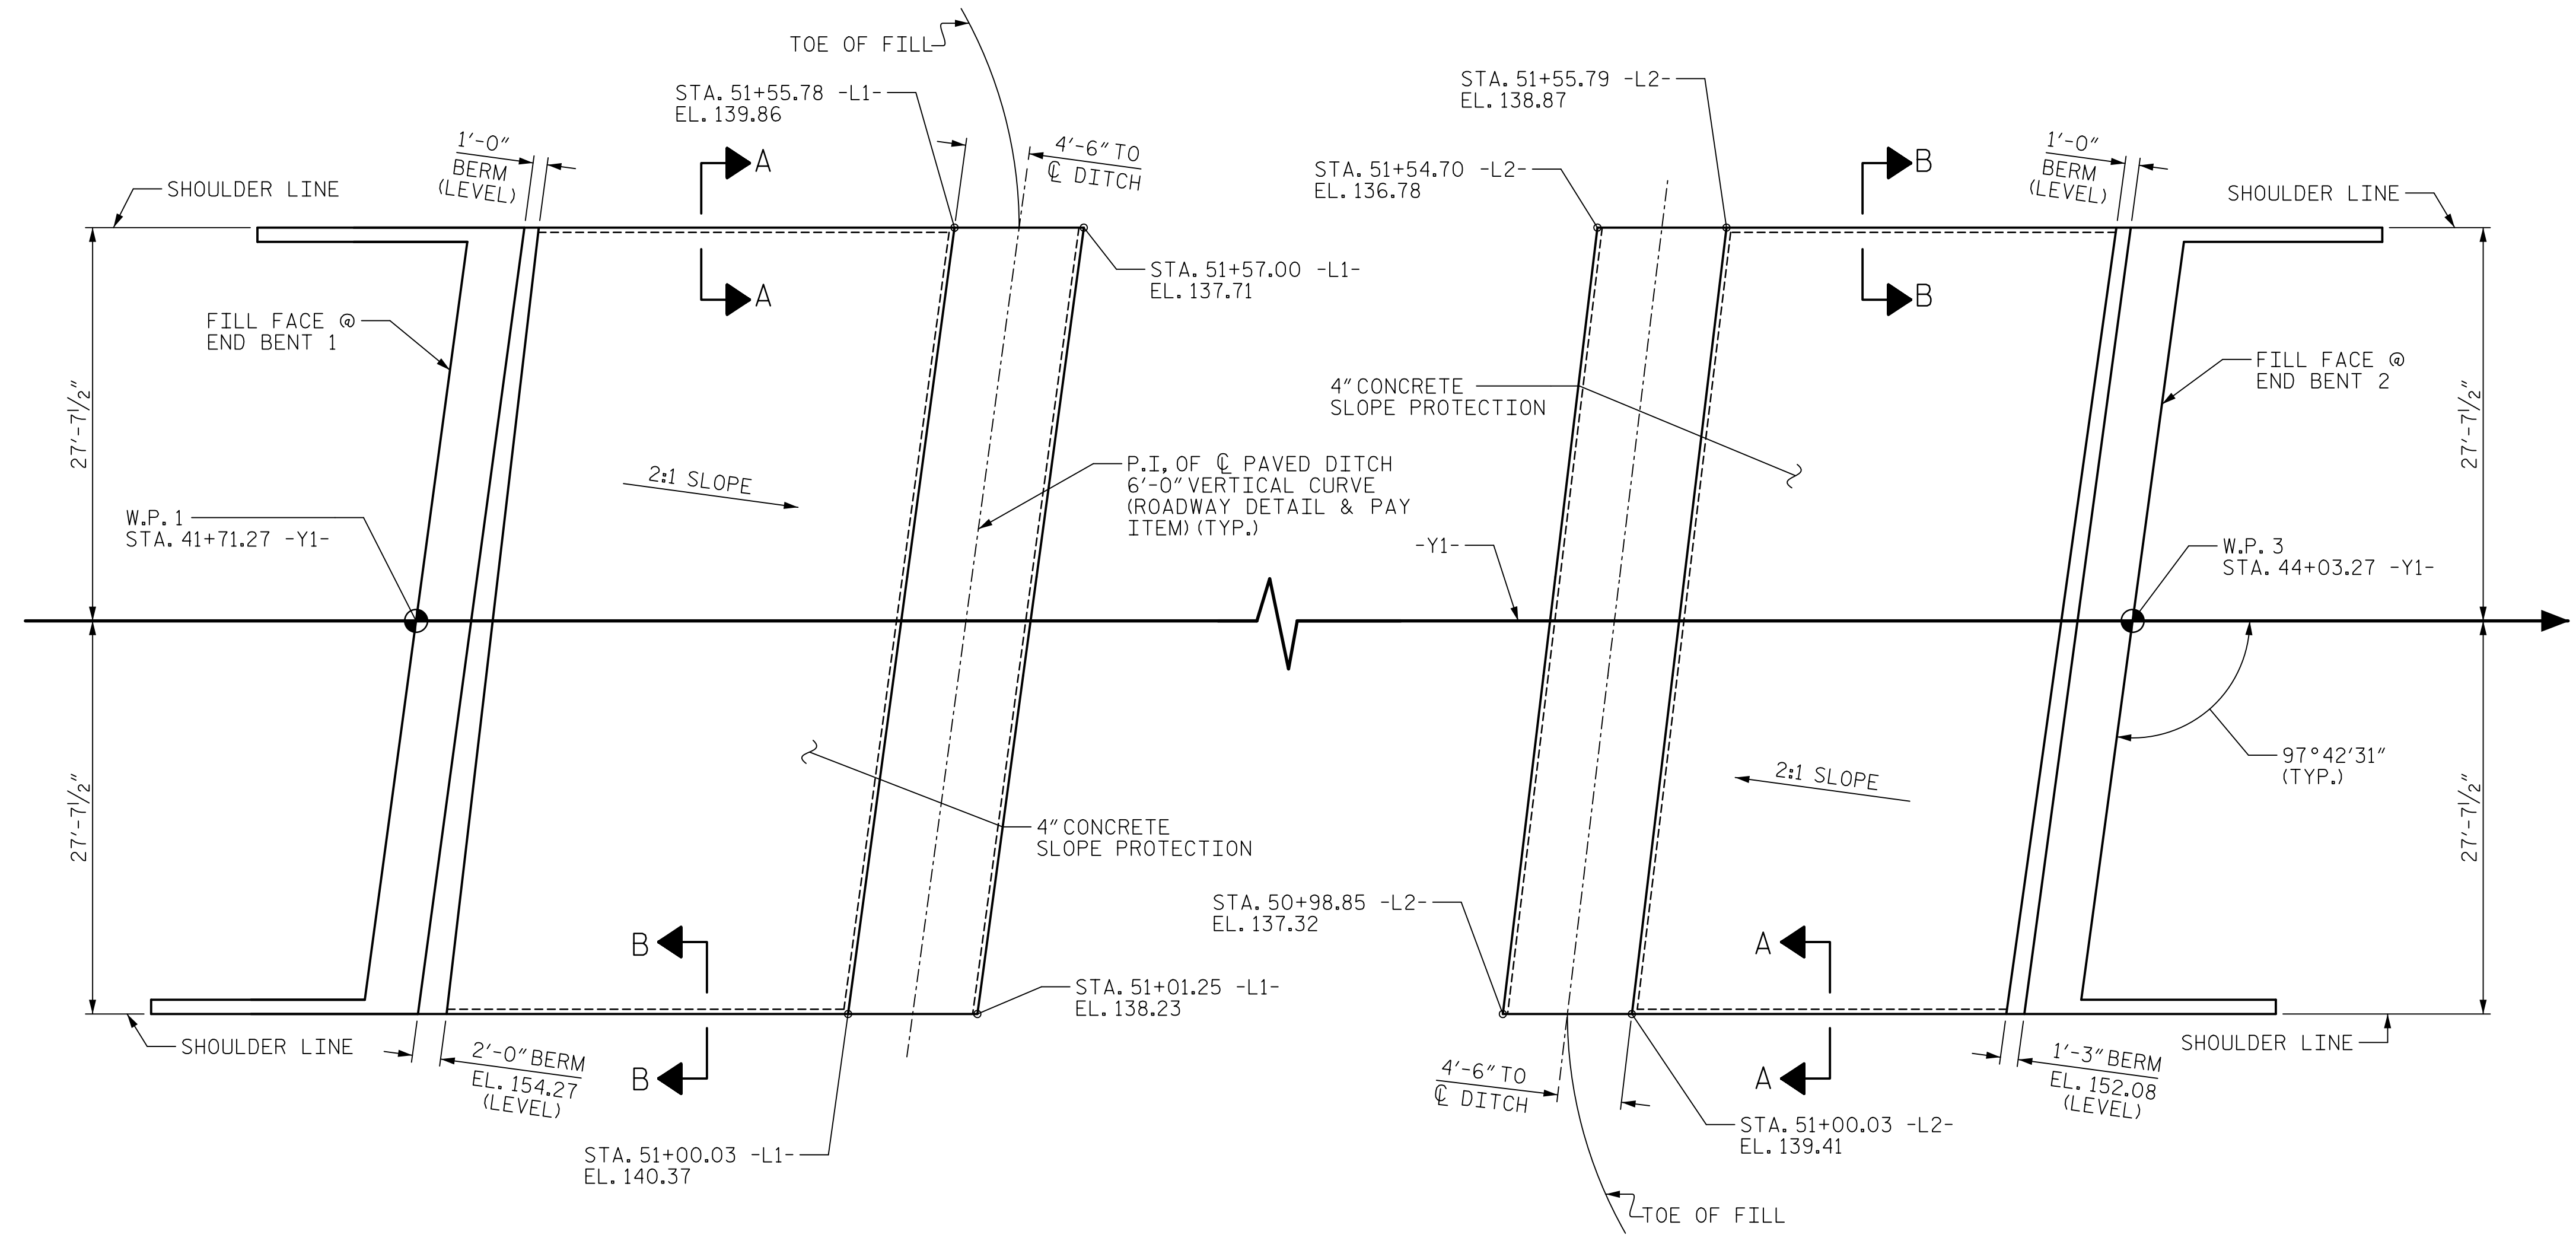 TOE OF FILL
STA. 51+55.78 -L1-
EL. 139.86
1'-0"
BERM
(LEVEL)
A
4'-6" TO
℄ DITCH
SHOULDER LINE
A
STA. 51+57.00 -L1-
EL. 137.71
FILL FACE @
END BENT 1
27'-7 1/2"
2:1 SLOPE
P.I. OF ℄ PAVED DITCH
6'-0" VERTICAL CURVE
(ROADWAY DETAIL & PAY
ITEM) (TYP.)
W.P. 1
STA. 41+71.27 -Y1-
27'-7 1/2"
4" CONCRETE
SLOPE PROTECTION
B
B
STA. 51+01.25 -L1-
EL. 138.23
SHOULDER LINE
2'-0" BERM
EL. 154.27
(LEVEL)
STA. 51+00.03 -L1-
EL. 140.37
STA. 51+55.79 -L2-
EL. 138.87
STA. 51+54.70 -L2-
EL. 136.78
B
B
1'-0"
BERM
(LEVEL)
SHOULDER LINE
4" CONCRETE
SLOPE PROTECTION
FILL FACE @
END BENT 2
27'-7 1/2"
-Y1-
W.P. 3
STA. 44+03.27 -Y1-
97°42'31"
(TYP.)
2:1 SLOPE
27'-7 1/2"
STA. 50+98.85 -L2-
EL. 137.32
A
A
4'-6" TO
℄ DITCH
1'-3" BERM
EL. 152.08
(LEVEL)
SHOULDER LINE
STA. 51+00.03 -L2-
EL. 139.41
TOE OF FILL